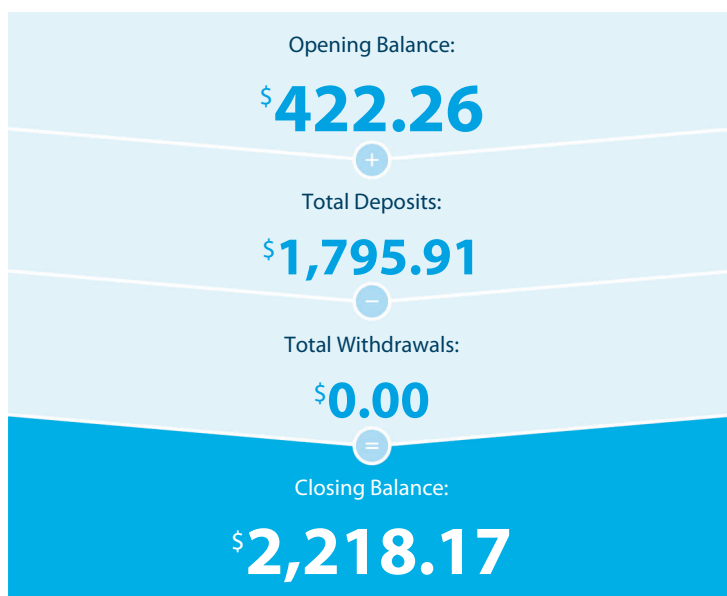 Opening Balance:
$422.26
+
Total Deposits:
$1,795.91
−
Total Withdrawals:
$0.00
=
Closing Balance:
$2,218.17